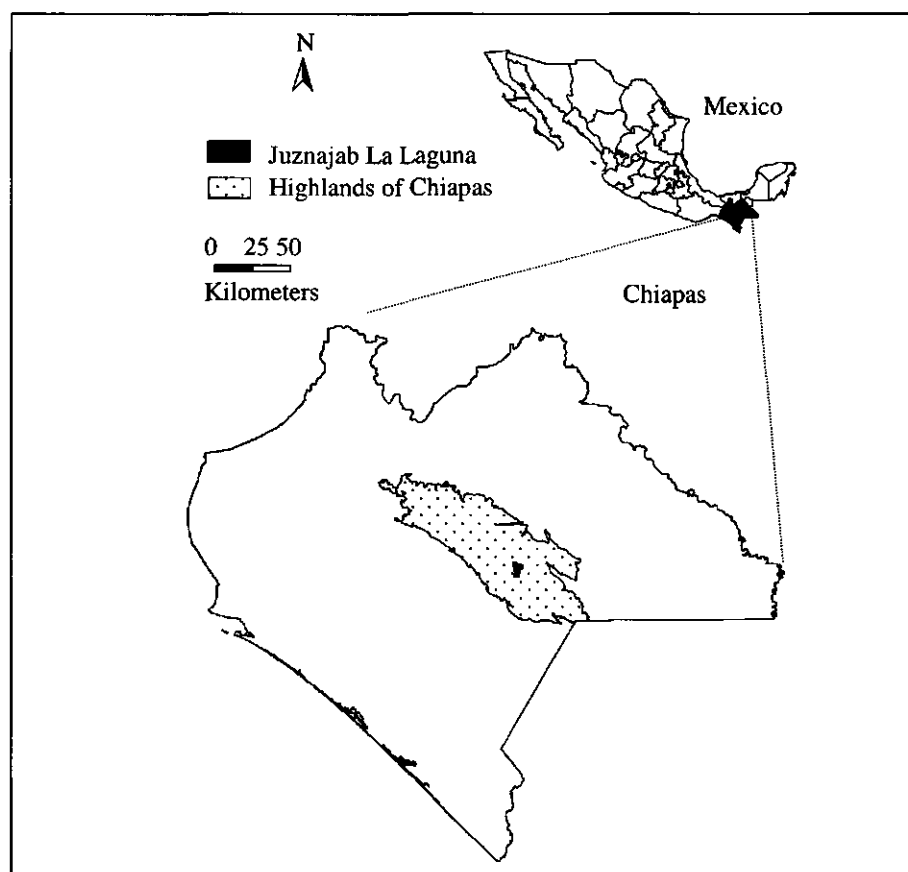 N
Mexico
Juznajab La Laguna
Highlands of Chiapas
0 25 50
Kilometers
Chiapas